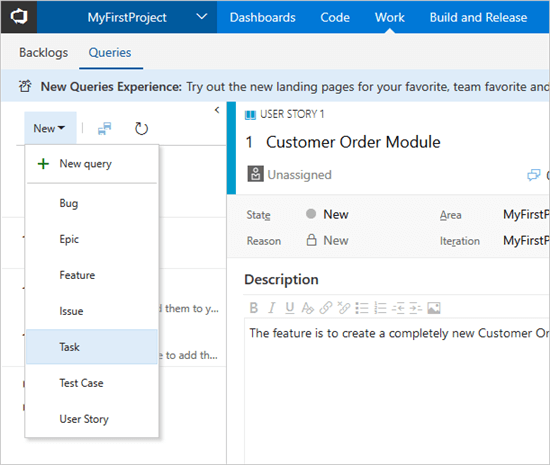 MyFirstProject Dashboards Code Work Build and Release
Backlogs Queries
New Queries Experience: Try out the new landing pages for your favorite, team favorite and
New
USER STORY 1
1 Customer Order Module
Unassigned
New query
Bug
Epic
Feature
Issue
Task
Test Case
User Story
d them to y...
e to add th...
State New Area MyFirstP
Reason New Iteration MyFirstP
Description
B I U
The feature is to create a completely new Customer Or